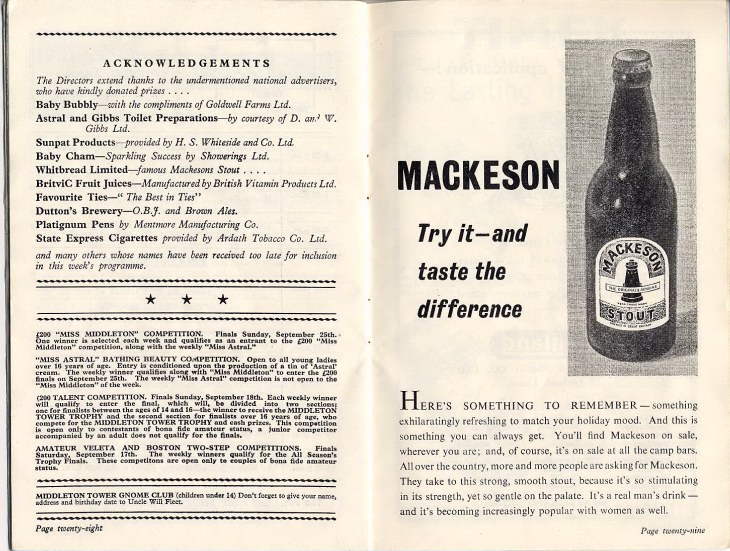 ACKNOWLEDGEMENTS
The Directors extend thanks to the undermentioned national advertisers,
who have kindly donated prizes . . . .
Baby Bubbly—with the compliments of Goldwell Farms Ltd.
Astral and Gibbs Toilet Preparations—by courtesy of D. and W.
Gibbs Ltd.
Sunpat Products—provided by H. S. Whiteside and Co. Ltd.
Baby Cham—Sparkling Success by Showerings Ltd.
Whitbread Limited—famous Mackesons Stout . . . .
BritviC Fruit Juices—Manufactured by British Vitamin Products Ltd.
Favourite Ties—“ The Best in Ties”
Dutton's Brewery—O.B.J. and Brown Ales.
Platignum Pens by Mentmore Manufacturing Co.
State Express Cigarettes provided by Ardath Tobacco Co. Ltd.
and many others whose names have been received too late for inclusion
in this week's programme.
£200 “MISS MIDDLETON” COMPETITION. Finals Sunday, September 25th.
One winner is selected each week and qualifies as an entrant to the £200 “Miss
Middleton” competition, along with the weekly “Miss Astral.”
“MISS ASTRAL” BATHING BEAUTY COMPETITION. Open to all young ladies
over 16 years of age. Entry is conditioned upon the production of a tin of 'Astral'
cream. The weekly winner qualifies along with “Miss Middleton” to enter the £200
finals on September 25th. The weekly “Miss Astral” competition is not open to the
“Miss Middleton” of the week.
£200 TALENT COMPETITION. Finals Sunday, September 18th. Each weekly winner
will qualify to enter the final, which will, be divided into two sections;
one for finalists between the ages of 14 and 16—the winner to receive the MIDDLETON
TOWER TROPHY and the second section for finalists over 16 years of age, who
compete for the MIDDLETON TOWER TROPHY and cash prizes. This competition
is open only to contestants of bona fide amateur status, a junior competitor
accompanied by an adult does not qualify for the finals.
AMATEUR VELETA AND BOSTON TWO-STEP COMPETITIONS. Finals
Saturday, September 17th. The weekly winners qualify for the All Season's
Trophy Finals. These competitons are open only to couples of bona fide amateur
status.
MIDDLETON TOWER GNOME CLUB (children under 14) Don't forget to give your name,
address and birthday date to Uncle Will Fleet.
Page twenty-eight
MACKESON
Try it—and
taste the
difference
MACKESON
STOUT
HERE'S SOMETHING TO REMEMBER — something
exhilaratingly refreshing to match your holiday mood. And this is
something you can always get. You'll find Mackeson on sale,
wherever you are; and, of course, it's on sale at all the camp bars.
All over the country, more and more people are asking for Mackeson.
They take to this strong, smooth stout, because it's so stimulating
in its strength, yet so gentle on the palate. It's a real man's drink —
and it's becoming increasingly popular with women as well.
Page twenty-nine